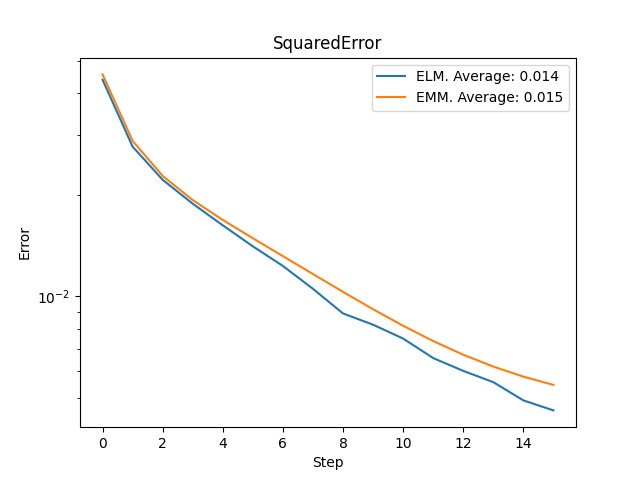 SquaredError
ELM. Average: 0.014
EMM. Average: 0.015
Error
10⁻²
0 2 4 6 8 10 12 14
Step